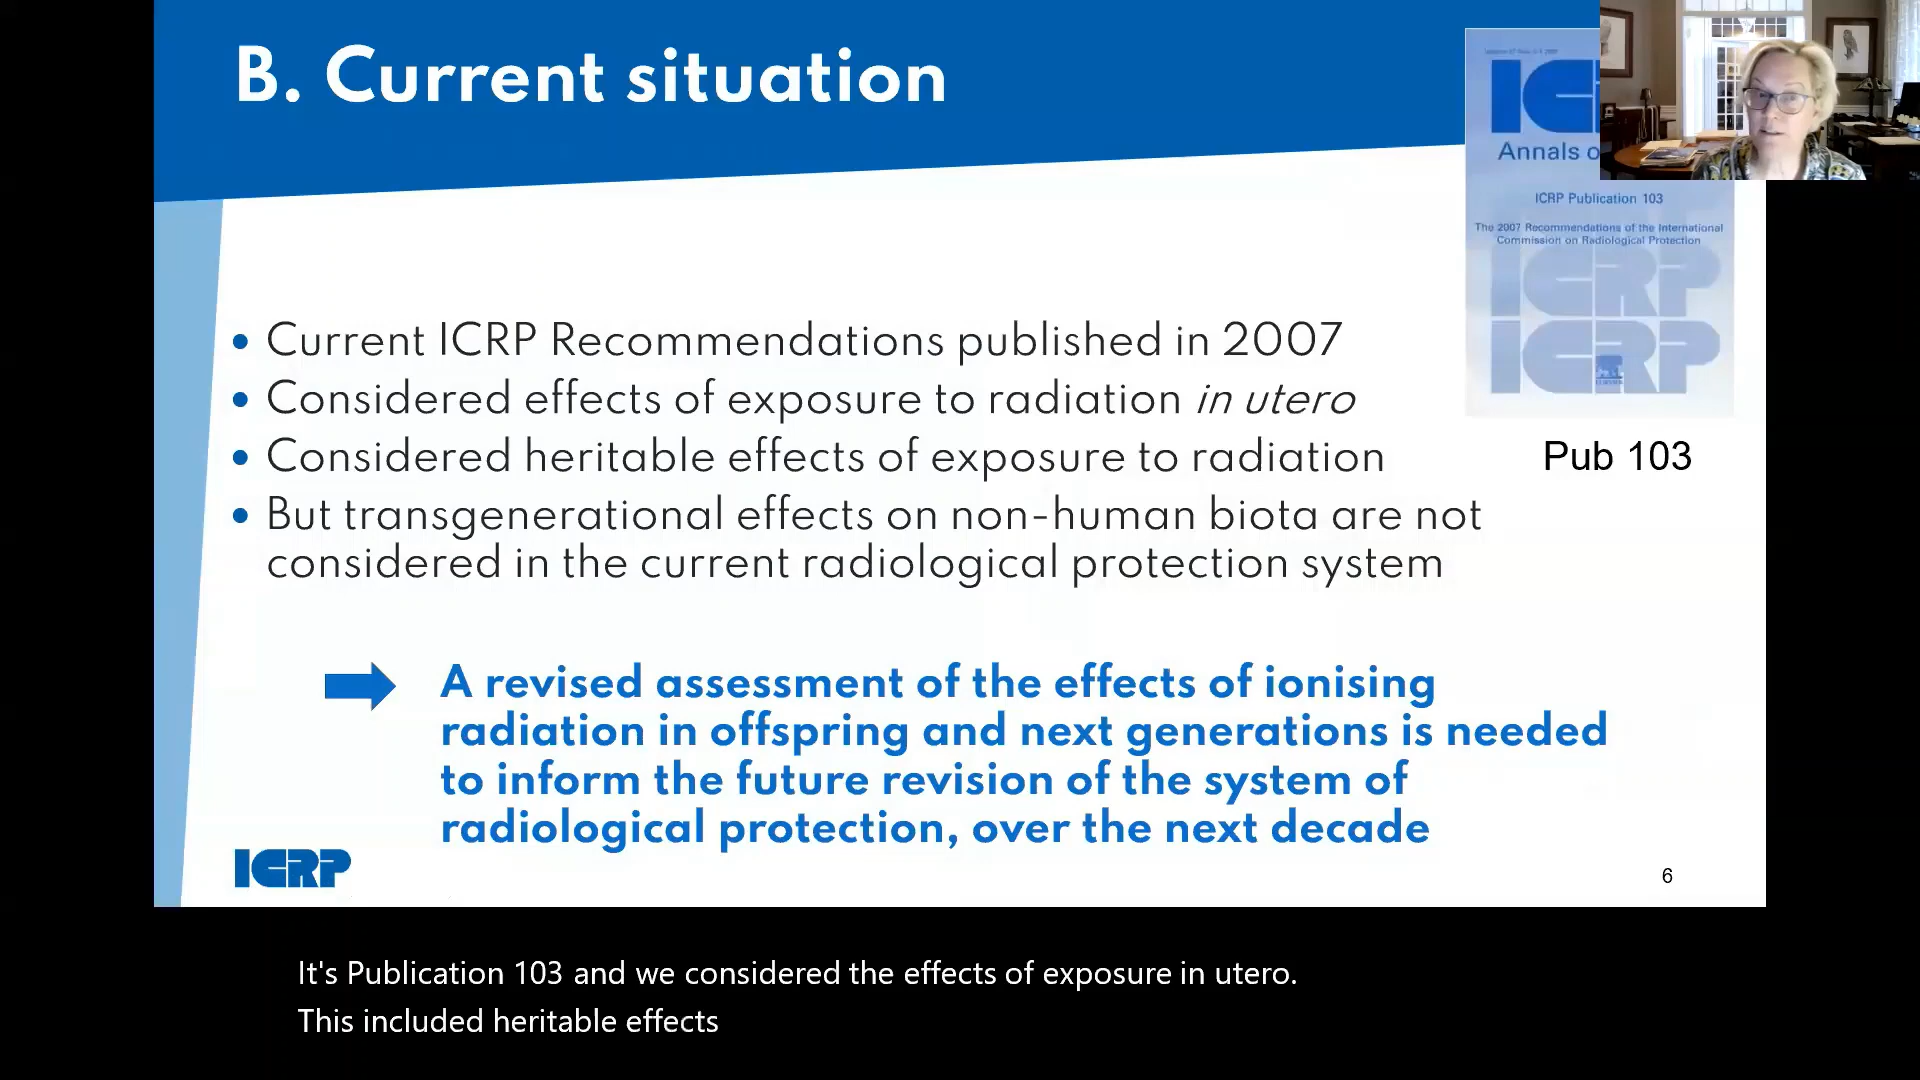 B. Current situation
IC
Annals o
ICRP Publication 103
The 2007 Recommendations of the International
Commission on Radiological Protection
ICRP
ICRP
Pub 103
• Current ICRP Recommendations published in 2007
• Considered effects of exposure to radiation in utero
• Considered heritable effects of exposure to radiation
• But transgenerational effects on non-human biota are not
considered in the current radiological protection system
A revised assessment of the effects of ionising
radiation in offspring and next generations is needed
to inform the future revision of the system of
radiological protection, over the next decade
ICRP
6
It's Publication 103 and we considered the effects of exposure in utero.
This included heritable effects